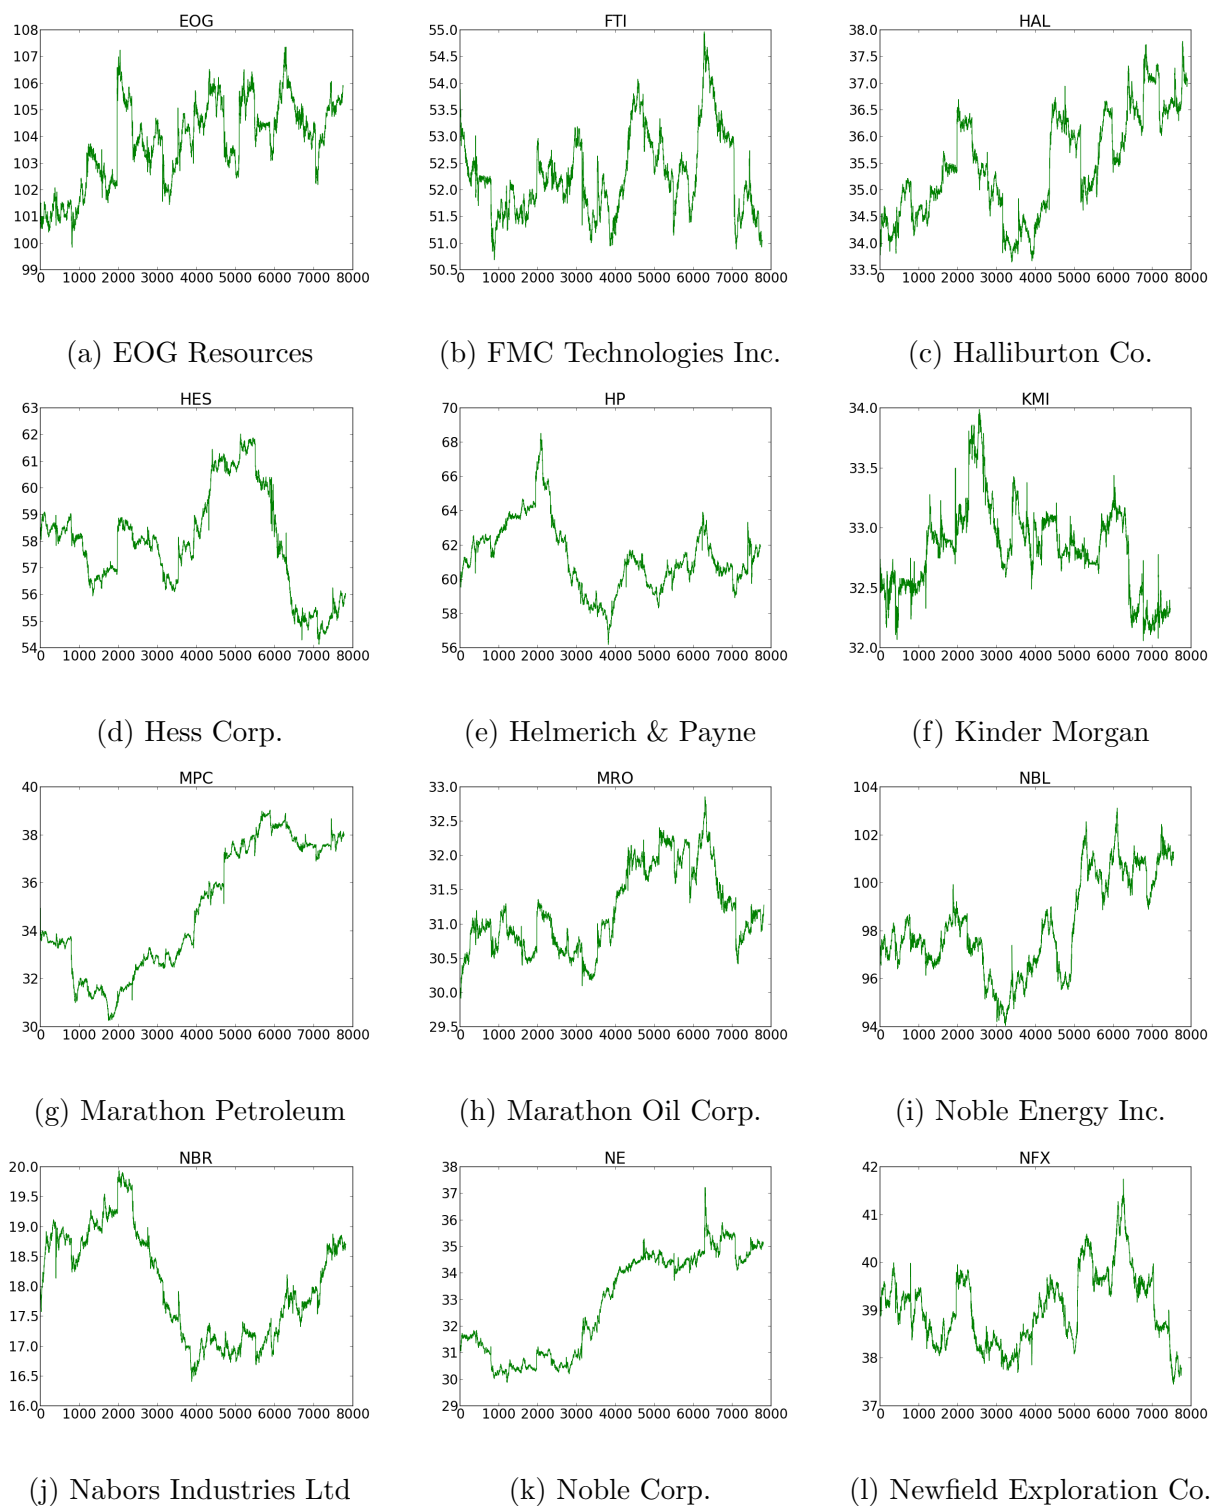 EOG FTI HAL
108 55.0 38.0
107 54.5 37.5
106 54.0 37.0
105 53.5 36.5
104 53.0 36.0
103 52.5 35.5
102 52.0 35.0
101 51.5 34.5
100 51.0 34.0
99 50.5 33.5
0 1000 2000 3000 4000 5000 6000 7000 8000 0 1000 2000 3000 4000 5000 6000 7000 8000 0 1000 2000 3000 4000 5000 6000 7000 8000 9000
(a) EOG Resources (b) FMC Technologies Inc. (c) Halliburton Co.
HES HP KMI
63 70 34.0
62 68 33.5
61 66 33.0
60 64 32.5
59 62 32.0
58 60
57 58
56 56
55
54
0 1000 2000 3000 4000 5000 6000 7000 8000 0 1000 2000 3000 4000 5000 6000 7000 8000 0 1000 2000 3000 4000 5000 6000 7000 8000
(d) Hess Corp. (e) Helmerich & Payne (f) Kinder Morgan
MPC MRO NBL
40 33.0 104
38 32.5 102
36 32.0 100
34 31.5 98
32 31.0 96
30 30.5 94
30.0
29.5
0 1000 2000 3000 4000 5000 6000 7000 8000 0 1000 2000 3000 4000 5000 6000 7000 8000 0 1000 2000 3000 4000 5000 6000 7000 8000
(g) Marathon Petroleum (h) Marathon Oil Corp. (i) Noble Energy Inc.
NBR NE NFX
20.0 38 42
19.5 37 41
19.0 36 40
18.5 35 39
18.0 34 38
17.5 33 37
17.0 32
16.5 31
16.0 30
29
0 1000 2000 3000 4000 5000 6000 7000 8000 0 1000 2000 3000 4000 5000 6000 7000 8000 0 1000 2000 3000 4000 5000 6000 7000 8000
(j) Nabors Industries Ltd (k) Noble Corp. (l) Newfield Exploration Co.